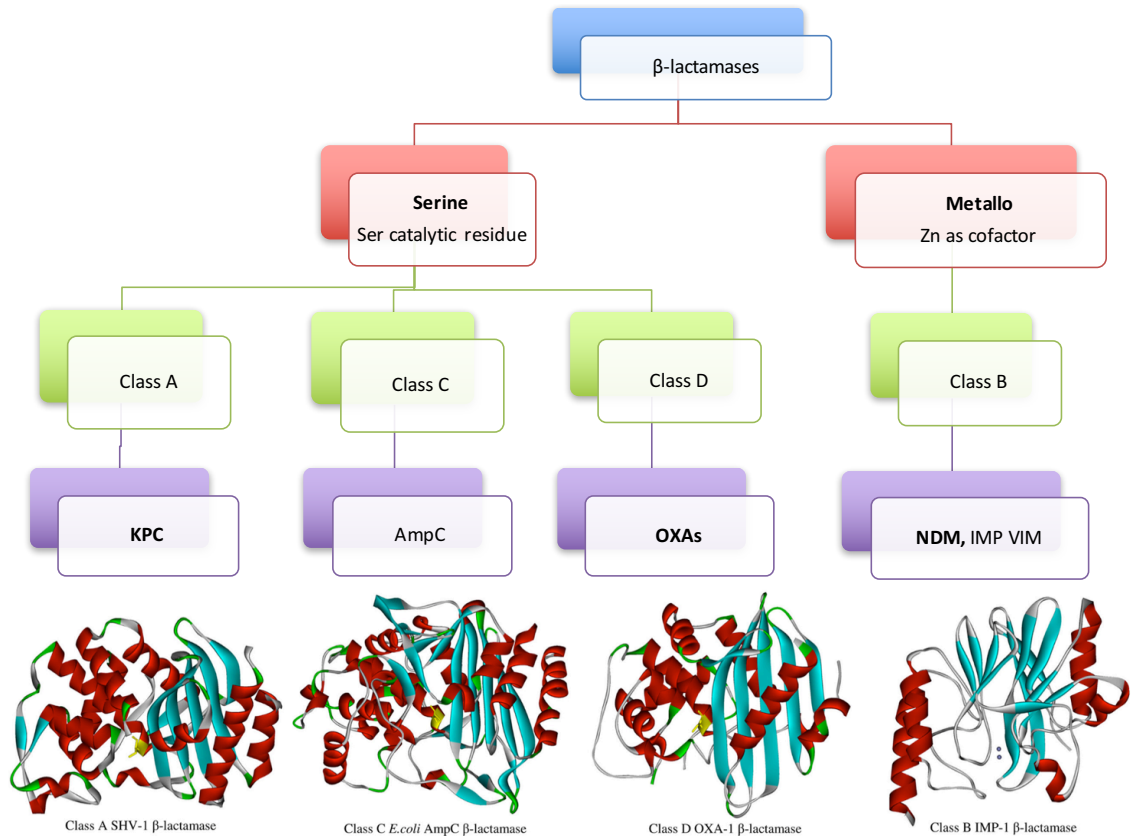 β-lactamases
Serine
Ser catalytic residue
Metallo
Zn as cofactor
Class A
Class C
Class D
Class B
KPC
AmpC
OXAs
NDM, IMP VIM
Class A SHV-1 β-lactamase
Class C E.coli AmpC β-lactamase
Class D OXA-1 β-lactamase
Class B IMP-1 β-lactamase